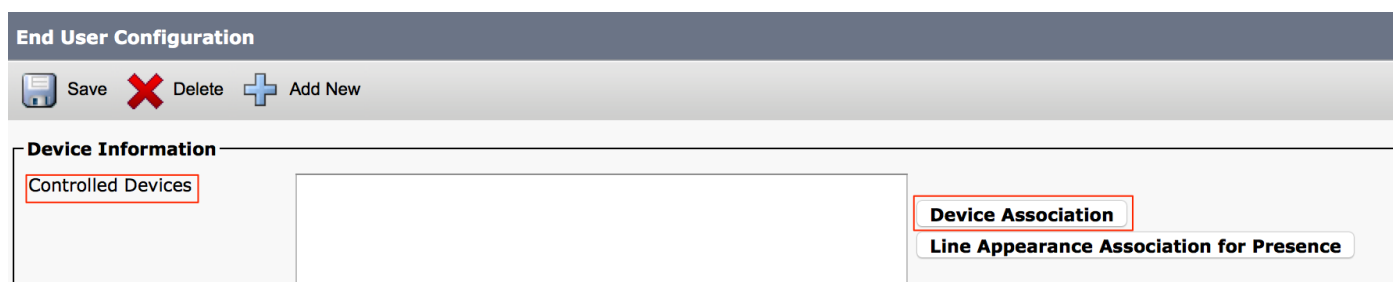 End User Configuration
Save Delete Add New
Device Information
Controlled Devices
Device Association
Line Appearance Association for Presence